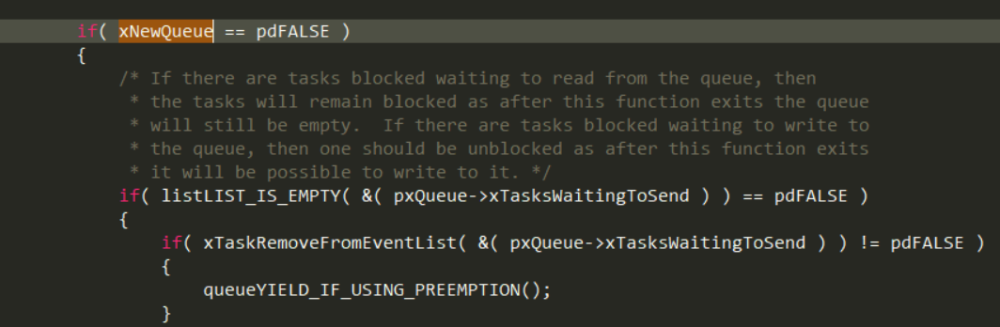 if( xNewQueue == pdFALSE )
{
/* If there are tasks blocked waiting to read from the queue, then
* the tasks will remain blocked as after this function exits the queue
* will still be empty.  If there are tasks blocked waiting to write to
* the queue, then one should be unblocked as after this function exits
* it will be possible to write to it. */
if( listLIST_IS_EMPTY( &( pxQueue->xTasksWaitingToSend ) ) == pdFALSE )
{
if( xTaskRemoveFromEventList( &( pxQueue->xTasksWaitingToSend ) ) != pdFALSE )
{
queueYIELD_IF_USING_PREEMPTION();
}